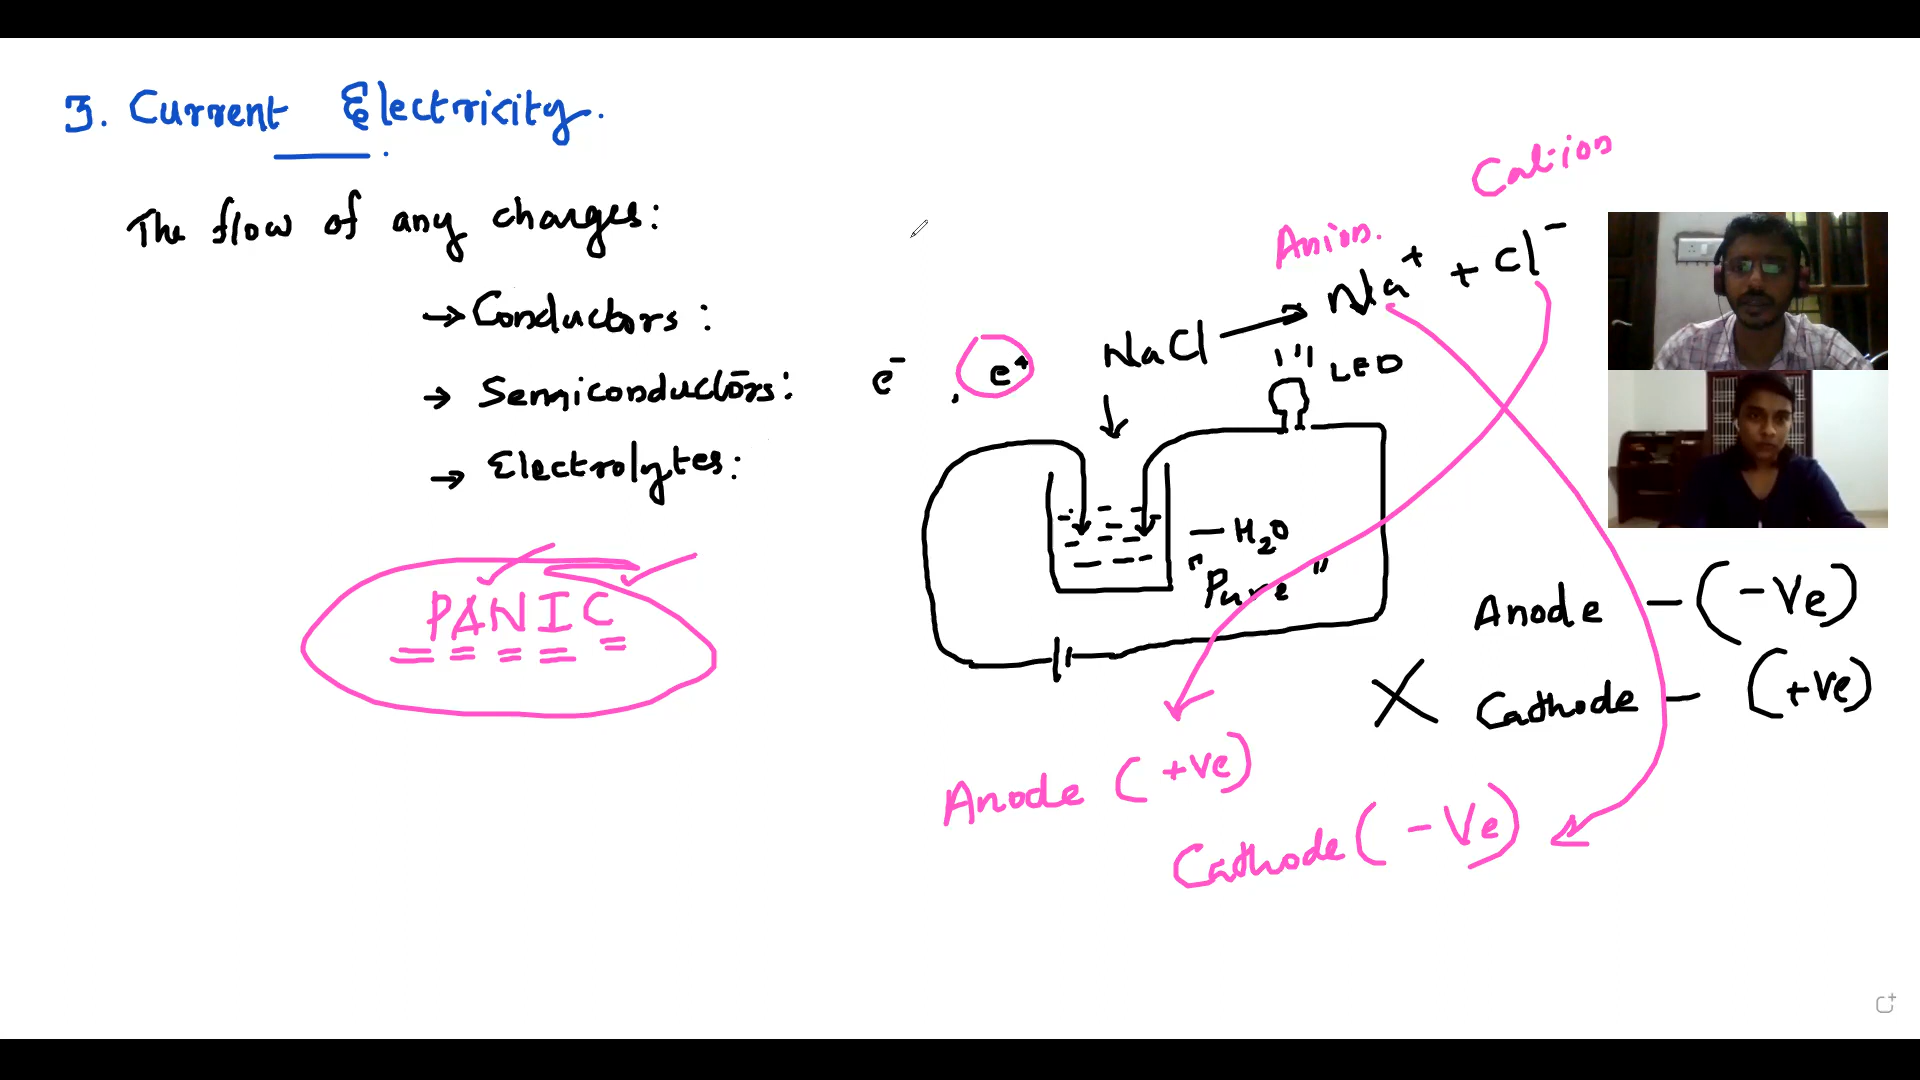 3. Current Electricity.
The flow of any charges:
→ Conductors:
→ Semiconductors: e⁻, e⁺
→ Electrolytes:
PANIC
Cation
Anion.
NaCl → Na⁺ + Cl⁻
LED
H₂O
"Pure"
Anode - (-Ve)
X Cathode - (+Ve)
Anode (+ve)
Cathode (-Ve)